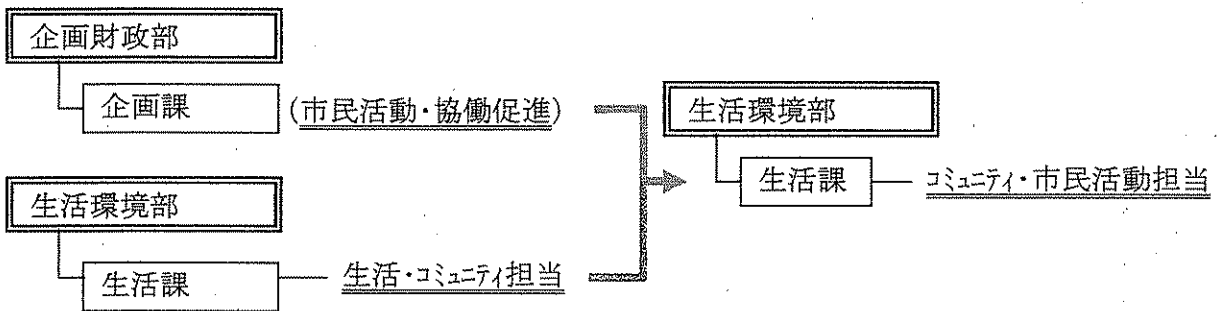 企画財政部
企画課 (市民活動・協働促進)
生活環境部
生活課 生活・コミュニティ担当
生活環境部
生活課 コミュニティ・市民活動担当